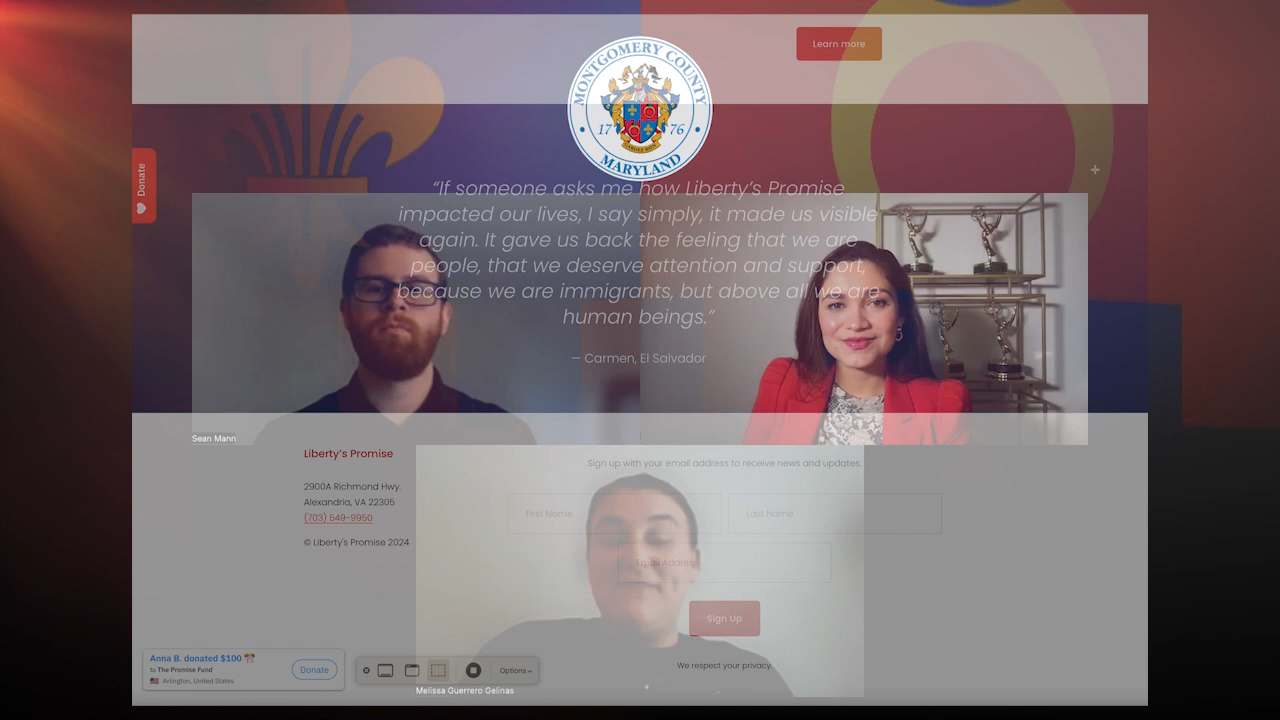 Learn more
MONTGOMERY COUNTY
17 76
MARYLAND
Donate
“If someone asks me how Liberty’s Promise
impacted our lives, I say simply, it made us visible
again. It gave us back the feeling that we are
people, that we deserve attention and support,
because we are immigrants, but above all we are
human beings.”
— Carmen, El Salvador
Sean Mann
Liberty’s Promise
Sign up with your email address to receive news and updates.
2900A Richmond Hwy.
Alexandria, VA 22305
(703) 549-9950
© Liberty's Promise 2024
First Name
Last Name
Email Address
Sign Up
We respect your privacy.
Anna B. donated $100
to The Promise Fund
Arlington, United States
Donate
Options
Melissa Guerrero Gelinas